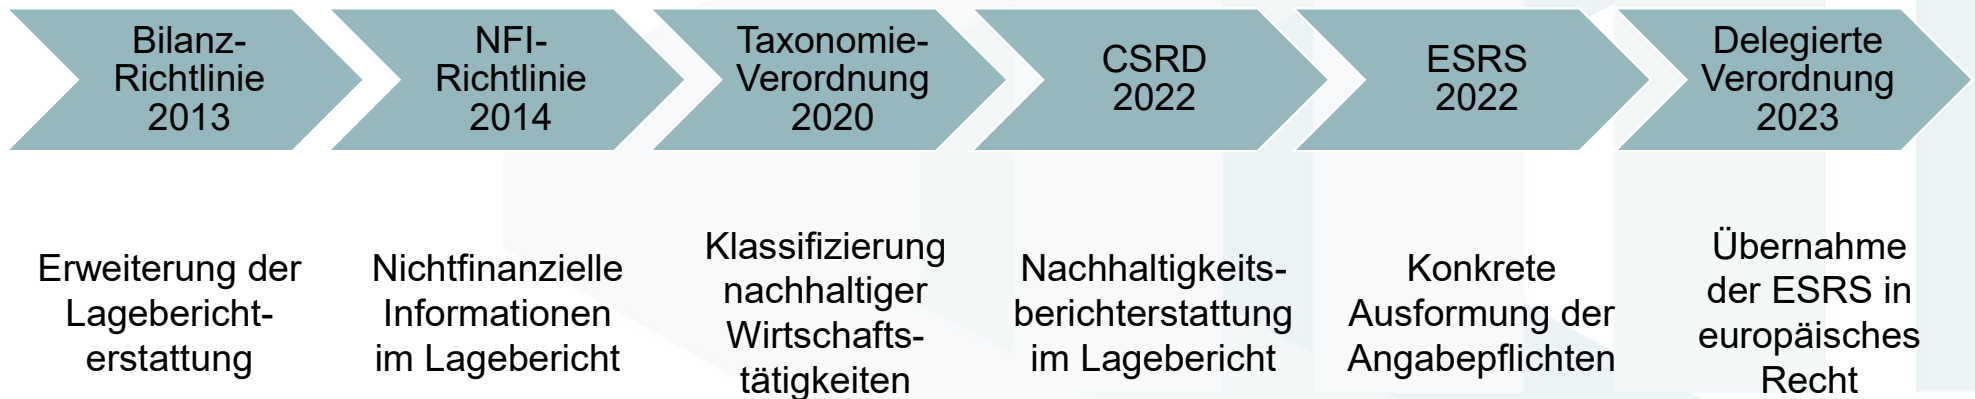 Bilanz-
Richtlinie
2013
NFI-
Richtlinie
2014
Taxonomie-
Verordnung
2020
CSRD
2022
ESRS
2022
Delegierte
Verordnung
2023
Erweiterung der
Lagebericht-
erstattung
Nichtfinanzielle
Informationen
im Lagebericht
Klassifizierung
nachhaltiger
Wirtschafts-
tätigkeiten
Nachhaltigkeits-
berichterstattung
im Lagebericht
Konkrete
Ausformung der
Angabepflichten
Übernahme
der ESRS in
europäisches
Recht